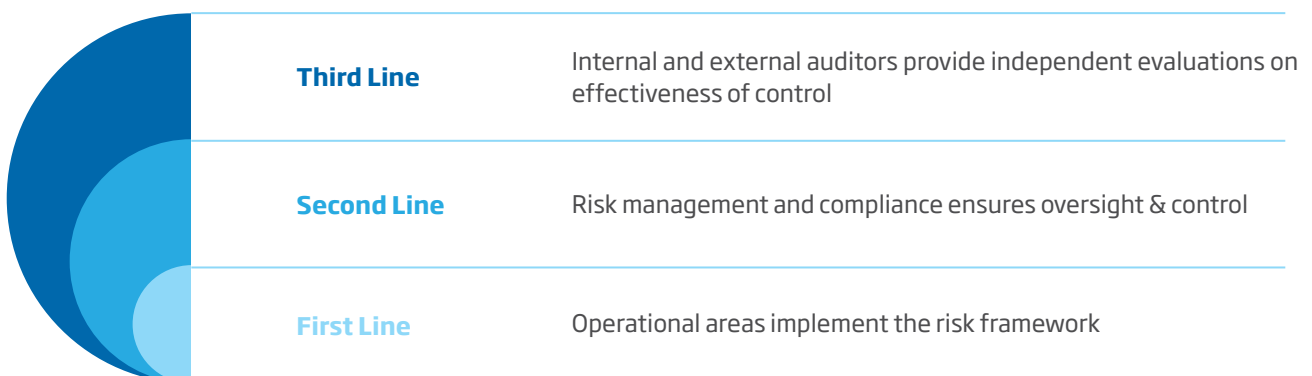 Third Line
Internal and external auditors provide independent evaluations on
effectiveness of control
Second Line
Risk management and compliance ensures oversight & control
First Line
Operational areas implement the risk framework